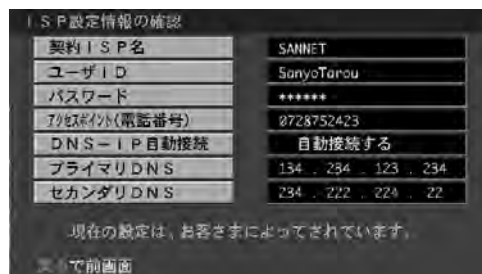 ISP設定情報の確認
契約ISP名 SANNET
ユーザID SanyoTarou
パスワード ******
アクセスポイント(電話番号) 0728752423
DNS-IP自動接続 自動接続する
プライマリDNS 134 . 234 . 123 . 234
セカンダリDNS 234 . 222 . 224 . 22
現在の設定は、お客さまによってされています。
で前画面